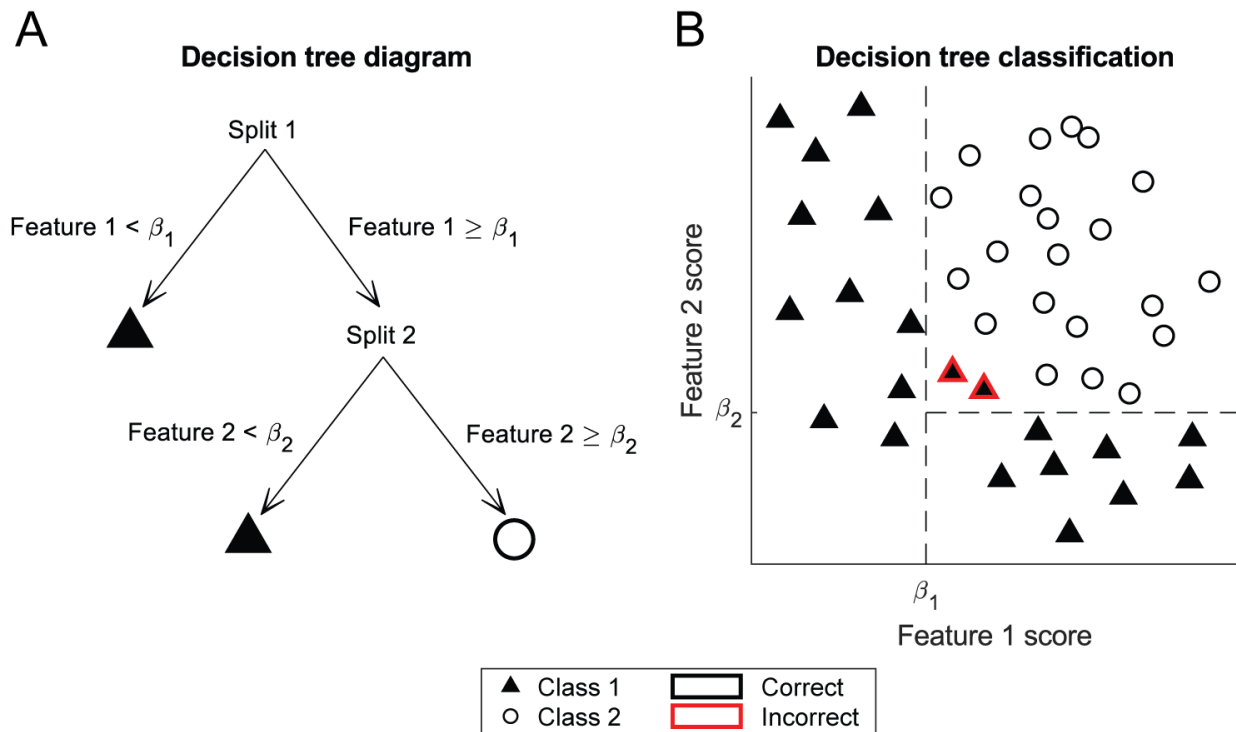 A
Decision tree diagram
Split 1
Feature 1 < β1
Feature 1 ≥ β1
Split 2
Feature 2 < β2
Feature 2 ≥ β2
B
Decision tree classification
Feature 2 score
β2
β1
Feature 1 score
Class 1
Correct
Class 2
Incorrect